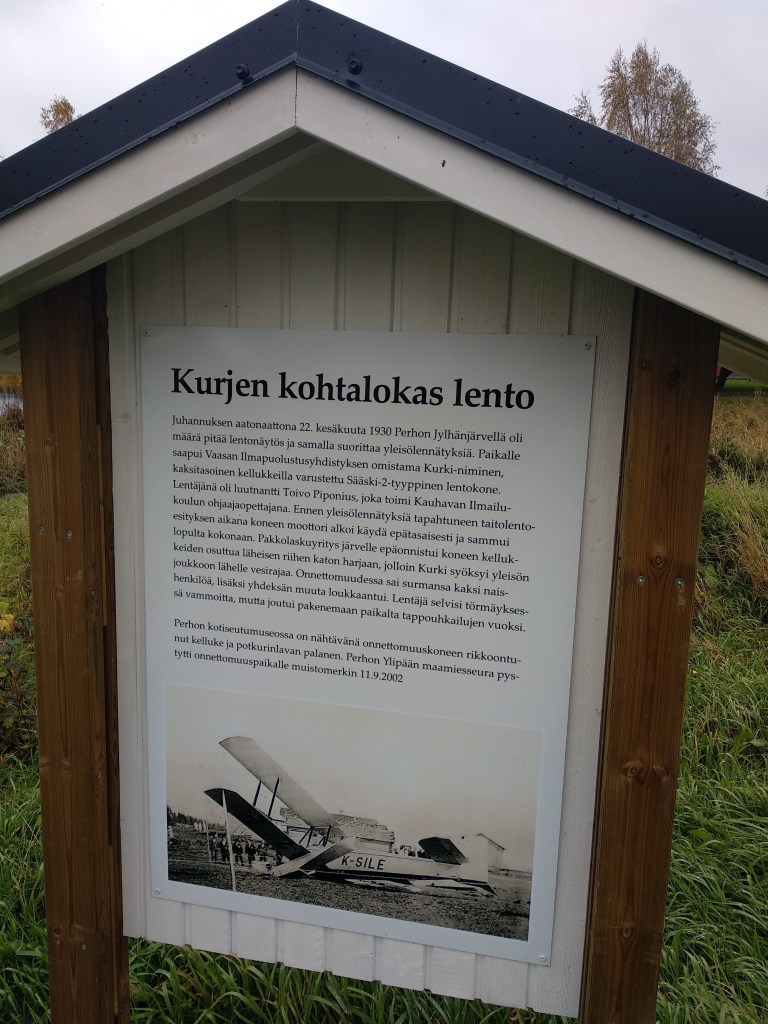 Kurjen kohtalokas lento
Juhannuksen aatonaattona 22. kesäkuuta 1930 Perhon Jylhänjärvellä oli
määrä pitää lentonäytös ja samalla suorittaa yleisölennätyksiä. Paikalle
saapui Vaasan Ilmapuolustusyhdistyksen omistama Kurki-niminen,
kaksitasoinen kellukkeilla varustettu Sääski-2-tyyppinen lentokone.
Lentäjänä oli luutnantti Toivo Piponius, joka toimi Kauhavan Ilmailu-
koulun ohjaajaopettajana. Ennen yleisölennätyksiä tapahtuneen taitolento-
esityksen aikana koneen moottori alkoi käydä epätasaisesti ja sammui
lopulta kokonaan. Pakkolaskuyritys järvelle epäonnistui koneen kelluk-
keiden osuttua läheisen riihen katon harjaan, jolloin Kurki syöksyi yleisön
joukkoon lähelle vesirajaa. Onnettomuudessa sai surmansa kaksi nais-
henkilöä, lisäksi yhdeksän muuta loukkaantui. Lentäjä selvisi törmäykses-
sä vammoitta, mutta joutui pakenemaan paikalta tappouhkailujen vuoksi.
Perhon kotiseutumuseossa on nähtävänä onnettomuuskoneen rikkoontu-
nut kelluke ja potkurinlavan palanen. Perhon Ylipään maamiesseura pys-
tytti onnettomuuspaikalle muistomerkin 11.9.2002
K-SILE